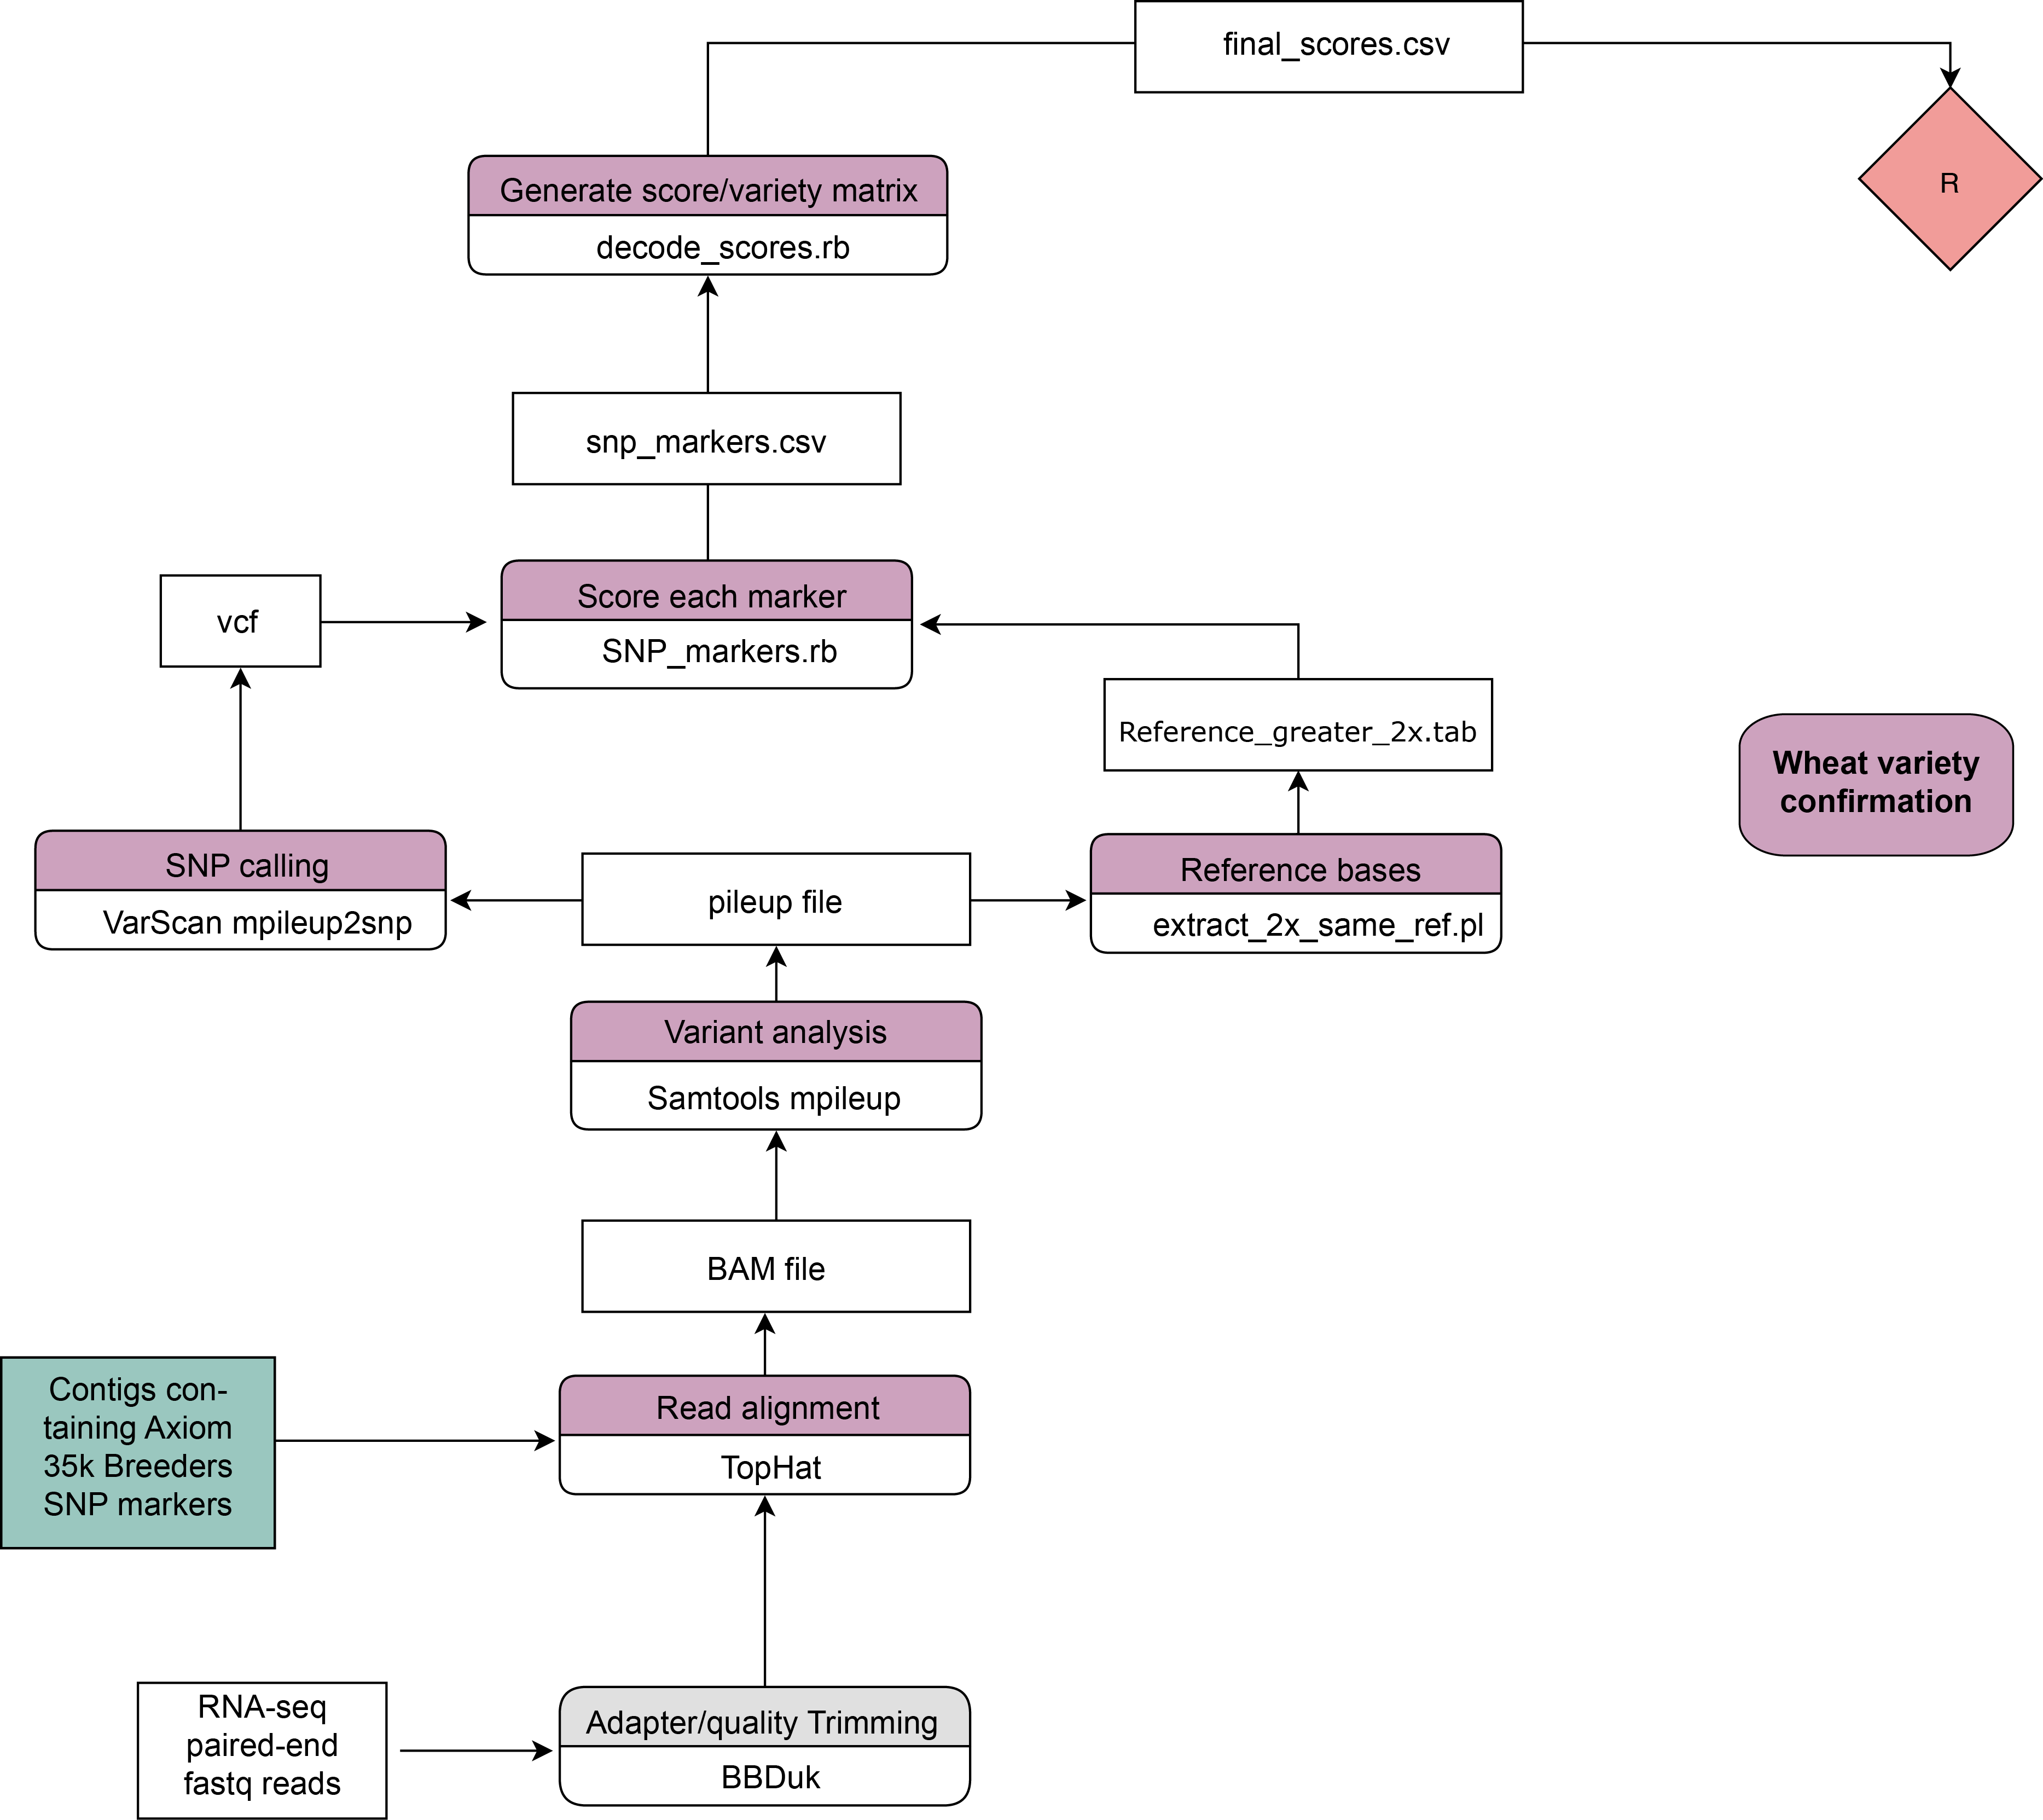 final_scores.csv
R
Generate score/variety matrix
decode_scores.rb
snp_markers.csv
vcf
Score each marker
SNP_markers.rb
Reference_greater_2x.tab
Wheat variety
confirmation
SNP calling
VarScan mpileup2snp
pileup file
Reference bases
extract_2x_same_ref.pl
Variant analysis
Samtools mpileup
BAM file
Contigs con-
taining Axiom
35k Breeders
SNP markers
Read alignment
TopHat
RNA-seq
paired-end
fastq reads
Adapter/quality Trimming
BBDuk